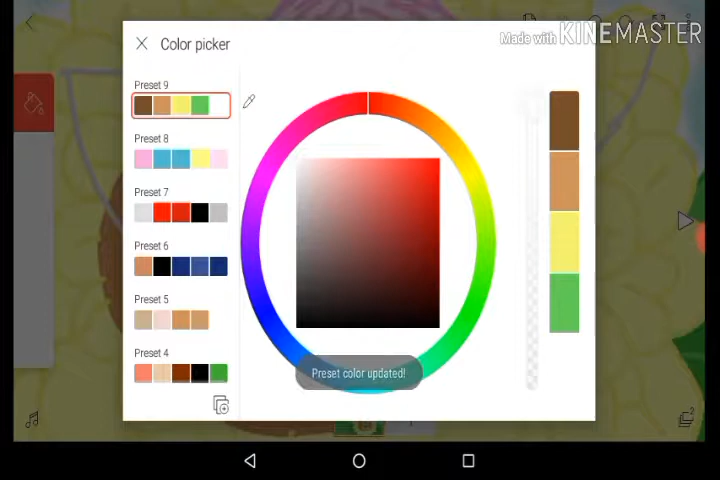 Color picker
Made with KINEMASTER
Preset 9
Preset 8
Preset 7
Preset 6
Preset 5
Preset 4
Preset color updated!
2